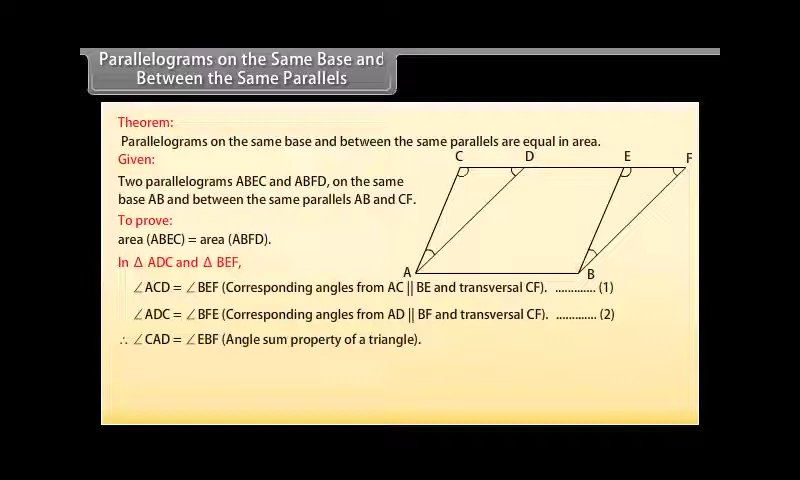 Parallelograms on the Same Base and
Between the Same Parallels
Theorem:
Parallelograms on the same base and between the same parallels are equal in area.
Given:
Two parallelograms ABEC and ABFD, on the same
base AB and between the same parallels AB and CF.
To prove:
area (ABEC) = area (ABFD).
In Δ ADC and Δ BEF,
∠ACD = ∠BEF (Corresponding angles from AC || BE and transversal CF). ............. (1)
∠ADC = ∠BFE (Corresponding angles from AD || BF and transversal CF). ............. (2)
∴ ∠CAD = ∠EBF (Angle sum property of a triangle).
C D E F
A B